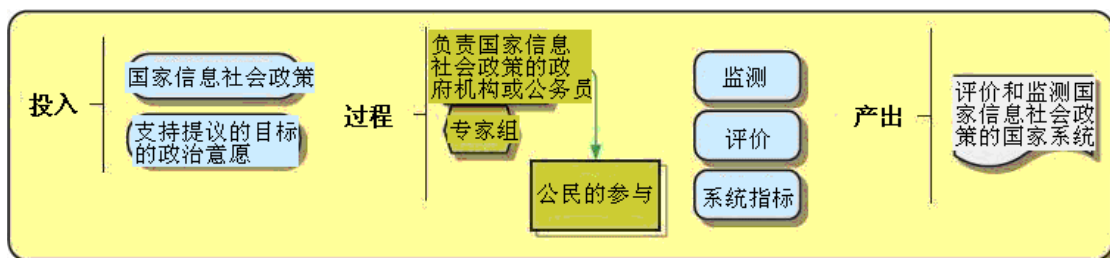 投入
国家信息社会政策
支持提议的目标
的政治意愿
过程
负责国家信息
社会政策的政
府机构或公务员
专家组
公民的参与
监测
评价
系统指标
产出
评价和监测国
家信息社会政
策的国家系统